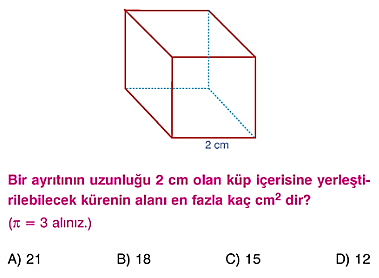 2 cm
Bir ayrıtının uzunluğu 2 cm olan küp içerisine yerleşti-
rilebilecek kürenin alanı en fazla kaç cm² dir?
(π = 3 alınız.)
A) 21 B) 18 C) 15 D) 12